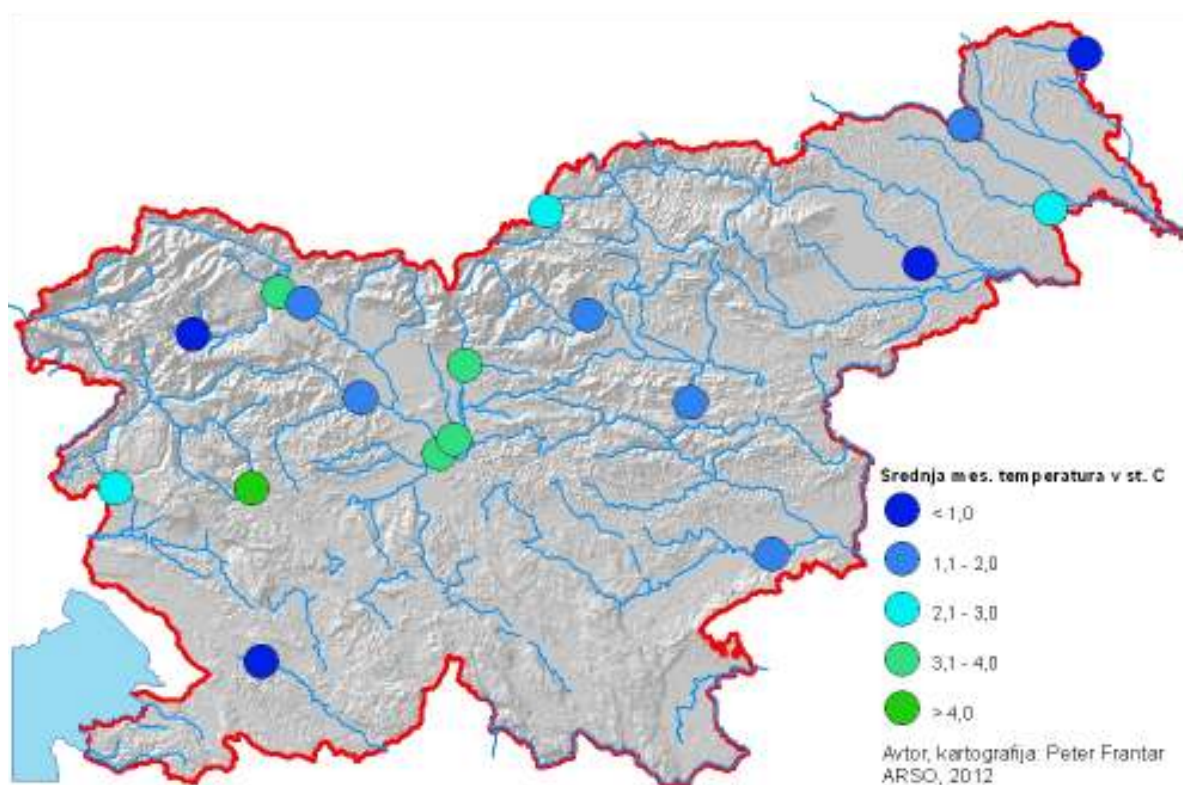 Srednja mes. temperatura v st. C
< 1,0
1,1 - 2,0
2,1 - 3,0
3,1 - 4,0
> 4,0
Avtor, kartografija: Peter Frantar
ARSO, 2012